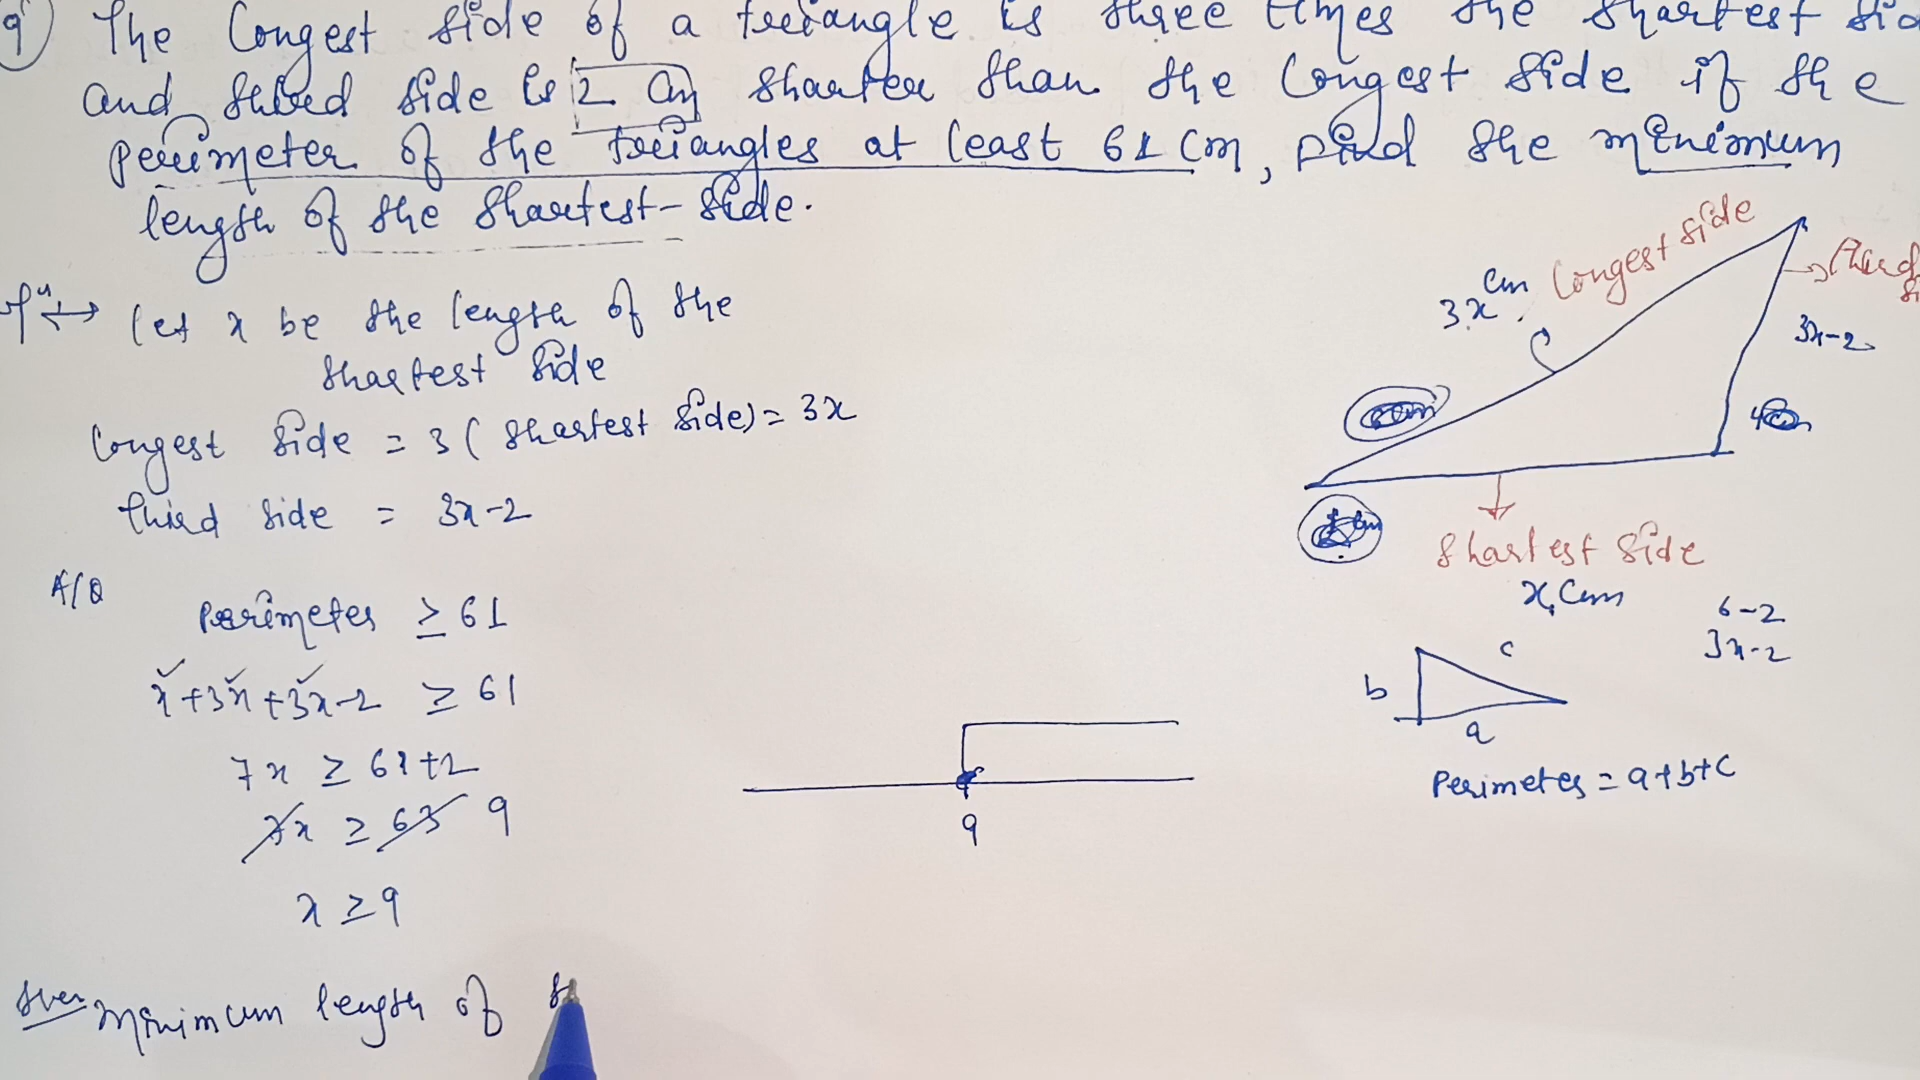 9) The longest side of a triangle is three times the shortest
and third side is 2 cm shorter than the longest side if the
perimeter of the triangles at least 61 cm, find the minimum
length of the shortest side.
let x be the length of the
shortest side
longest side = 3 (shortest side) = 3x
third side = 3x-2
A/Q
Perimeter ≥ 61
x+3x+3x-2 ≥ 61
7x ≥ 61+2
7x ≥ 63 9
x ≥ 9
minimum length of
9
3x cm longest side
third
3x-2
shortest side
x cm
6-2
3x-2
c
b
a
Perimeter = a+b+c